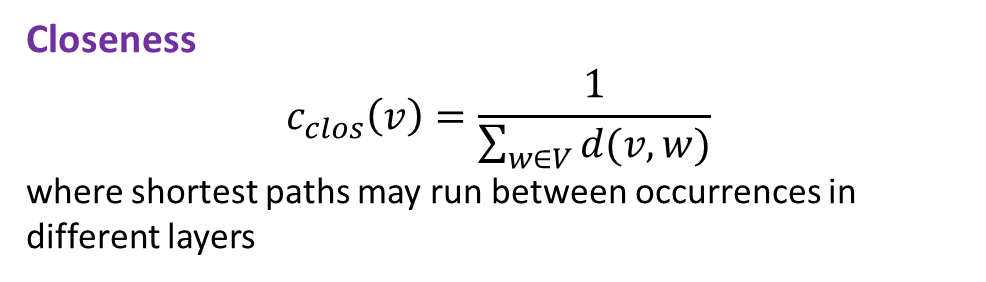 Closeness
c_clos(v) = 1 / ∑_{w∈V} d(v, w)
where shortest paths may run between occurrences in
different layers